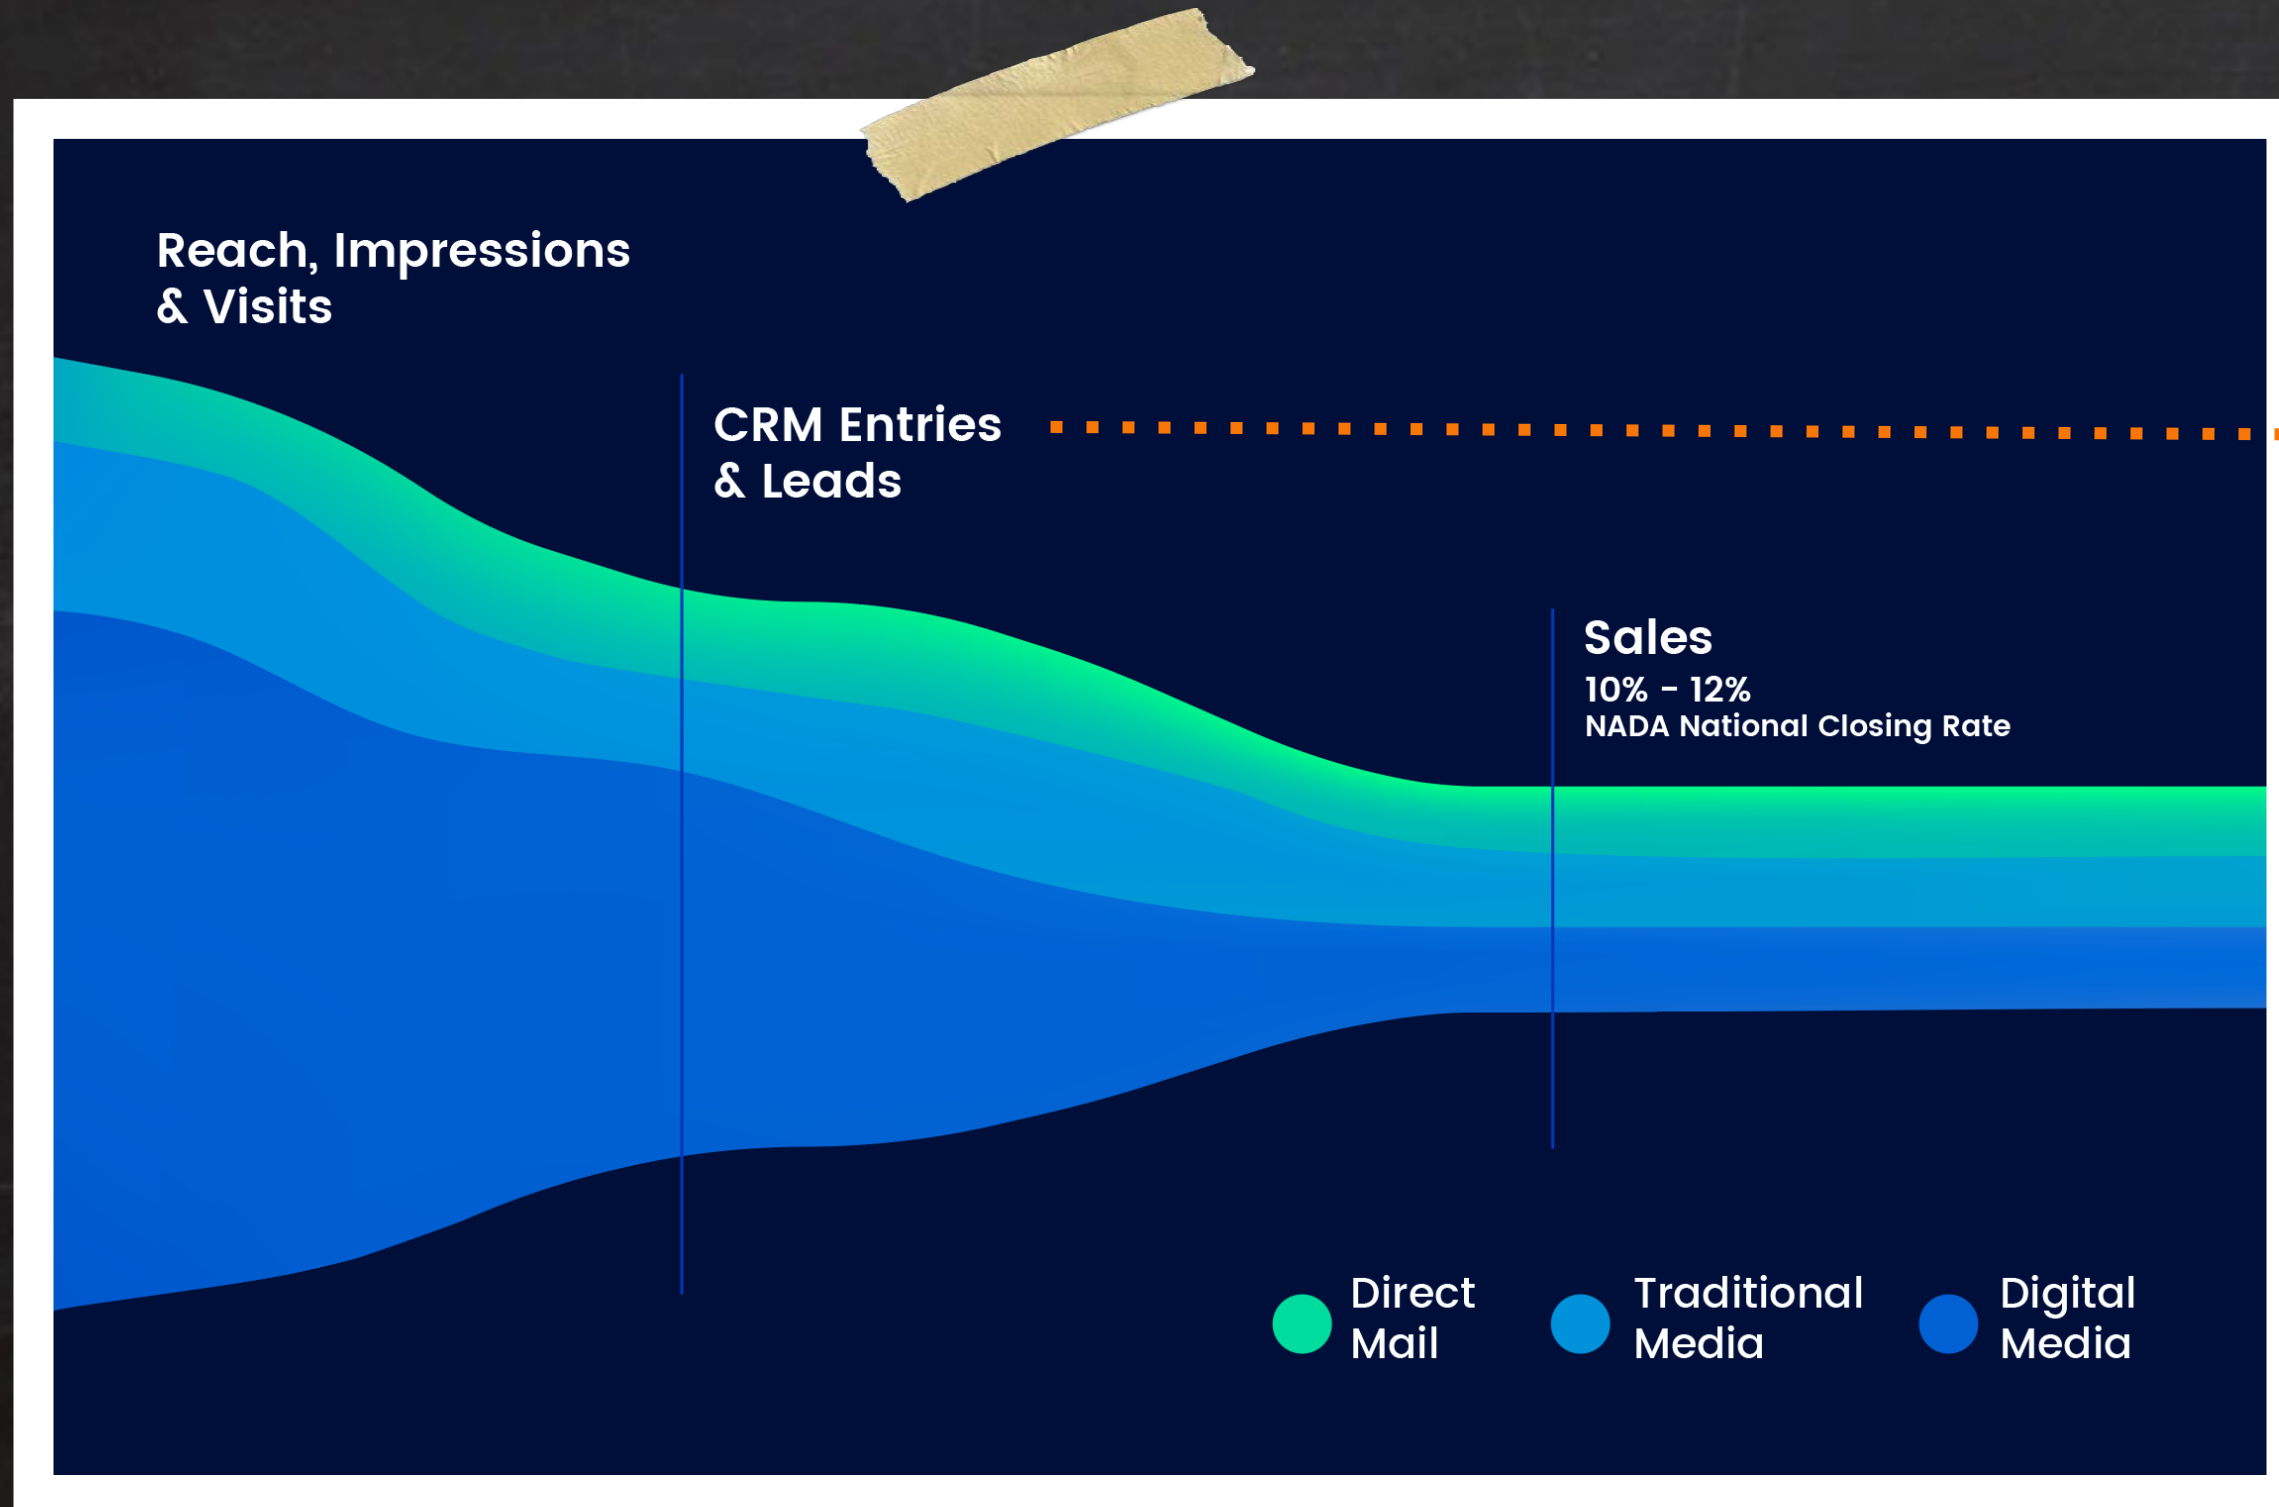 Reach, Impressions
& Visits
CRM Entries
& Leads
Sales
10% - 12%
NADA National Closing Rate
Direct
Mail
Traditional
Media
Digital
Media